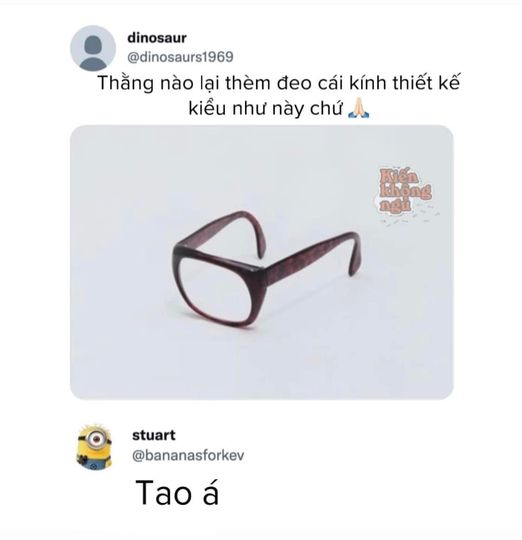 dinosaur
@dinosaurs1969
Thằng nào lại thèm đeo cái kính thiết kế
kiểu như này chứ 🙏🏻
Kiến
không
ngủ
stuart
@bananasforkev
Tao á